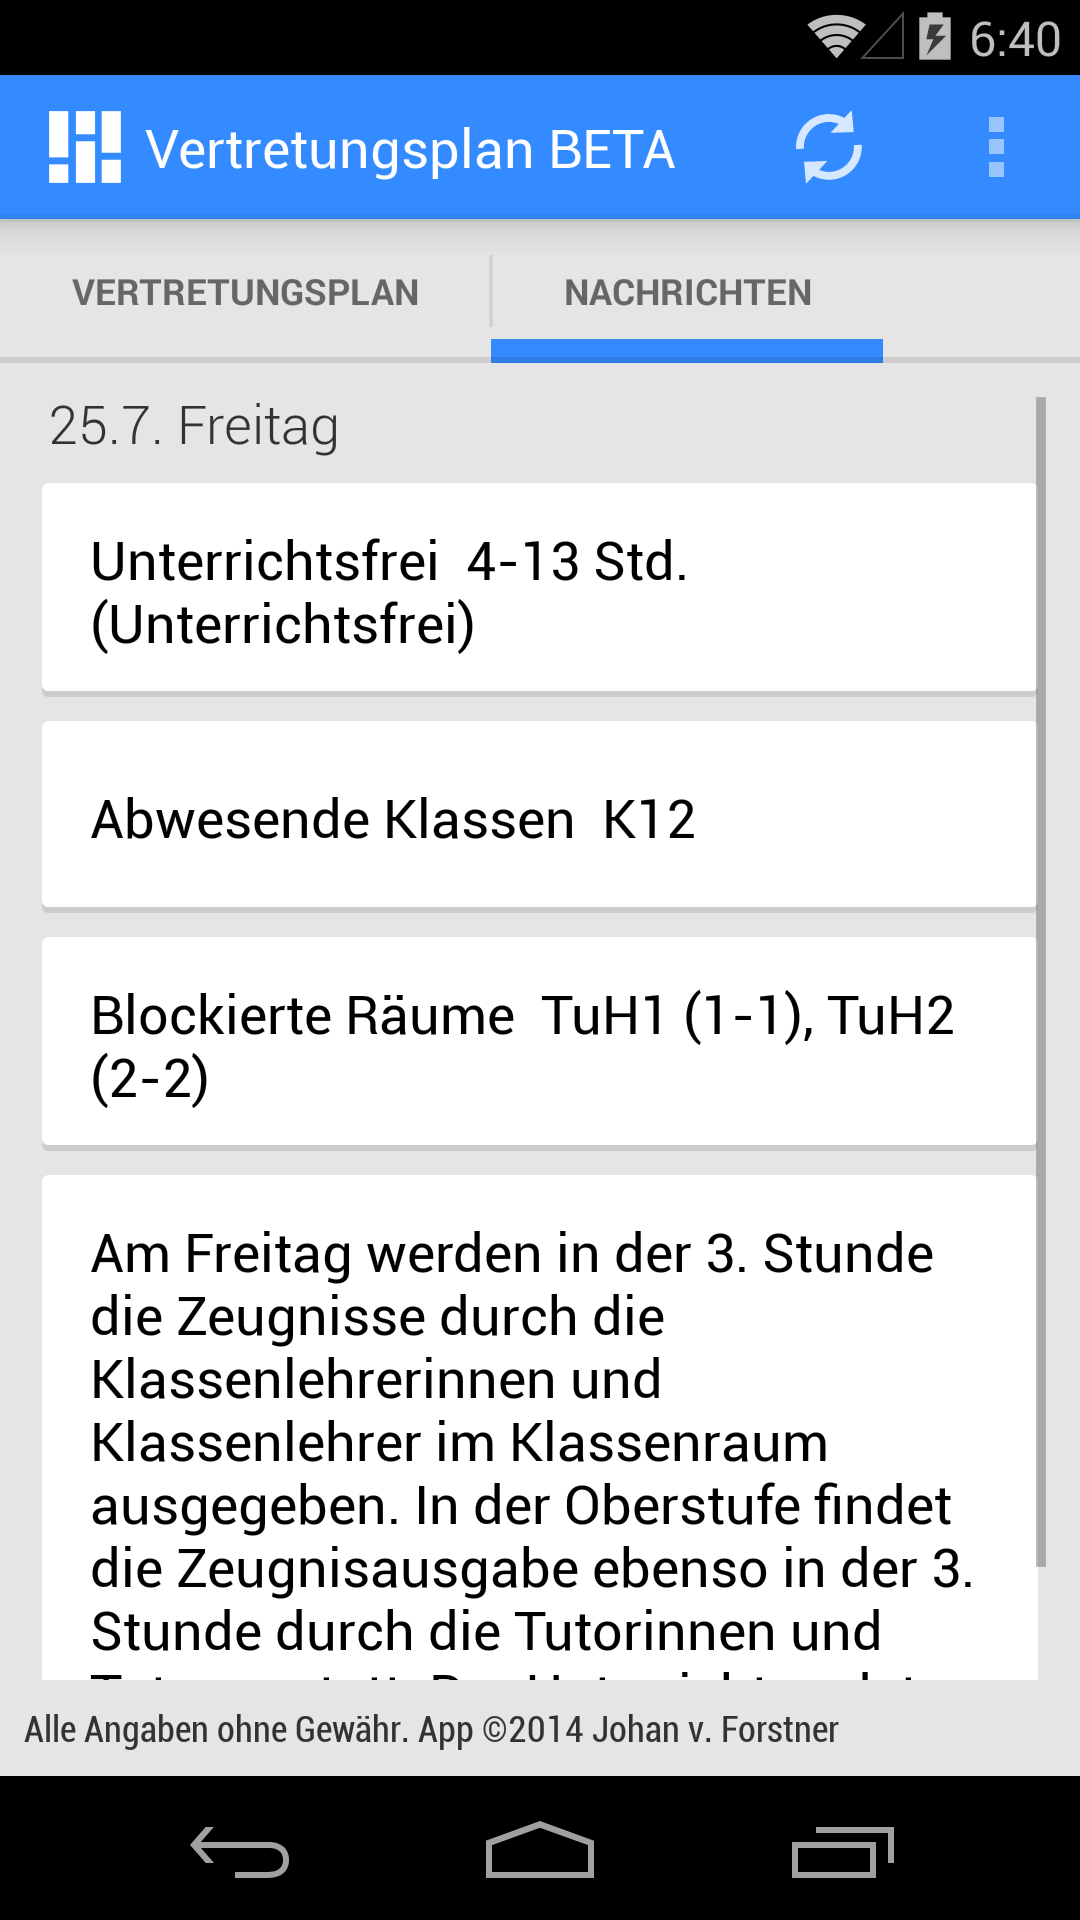 6:40
Vertretungsplan BETA
VERTRETUNGSPLAN
NACHRICHTEN
25.7. Freitag
Unterrichtsfrei  4-13 Std.
(Unterrichtsfrei)
Abwesende Klassen  K12
Blockierte Räume  TuH1 (1-1), TuH2
(2-2)
Am Freitag werden in der 3. Stunde
die Zeugnisse durch die
Klassenlehrerinnen und
Klassenlehrer im Klassenraum
ausgegeben. In der Oberstufe findet
die Zeugnisausgabe ebenso in der 3.
Stunde durch die Tutorinnen und
Alle Angaben ohne Gewähr. App ©2014 Johan v. Forstner